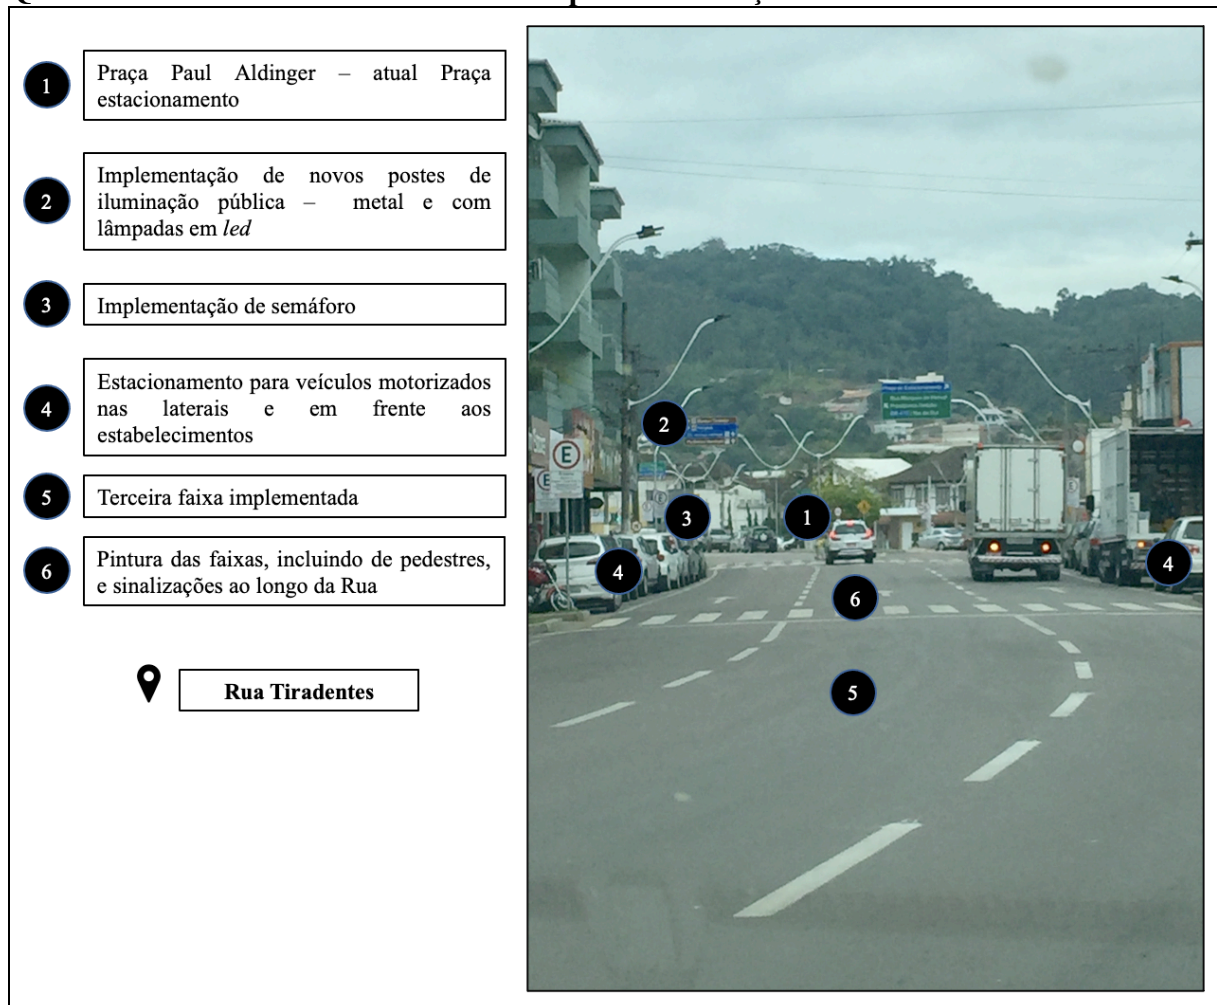 1
Praça Paul Aldinger – atual Praça
estacionamento
2
Implementação de novos postes de
iluminação pública – metal e com
lâmpadas em led
3
Implementação de semáforo
4
Estacionamento para veículos motorizados
nas laterais e em frente aos
estabelecimentos
5
Terceira faixa implementada
6
Pintura das faixas, incluindo de pedestres,
e sinalizações ao longo da Rua
Rua Tiradentes
E
E
2
3
1
4
4
6
5